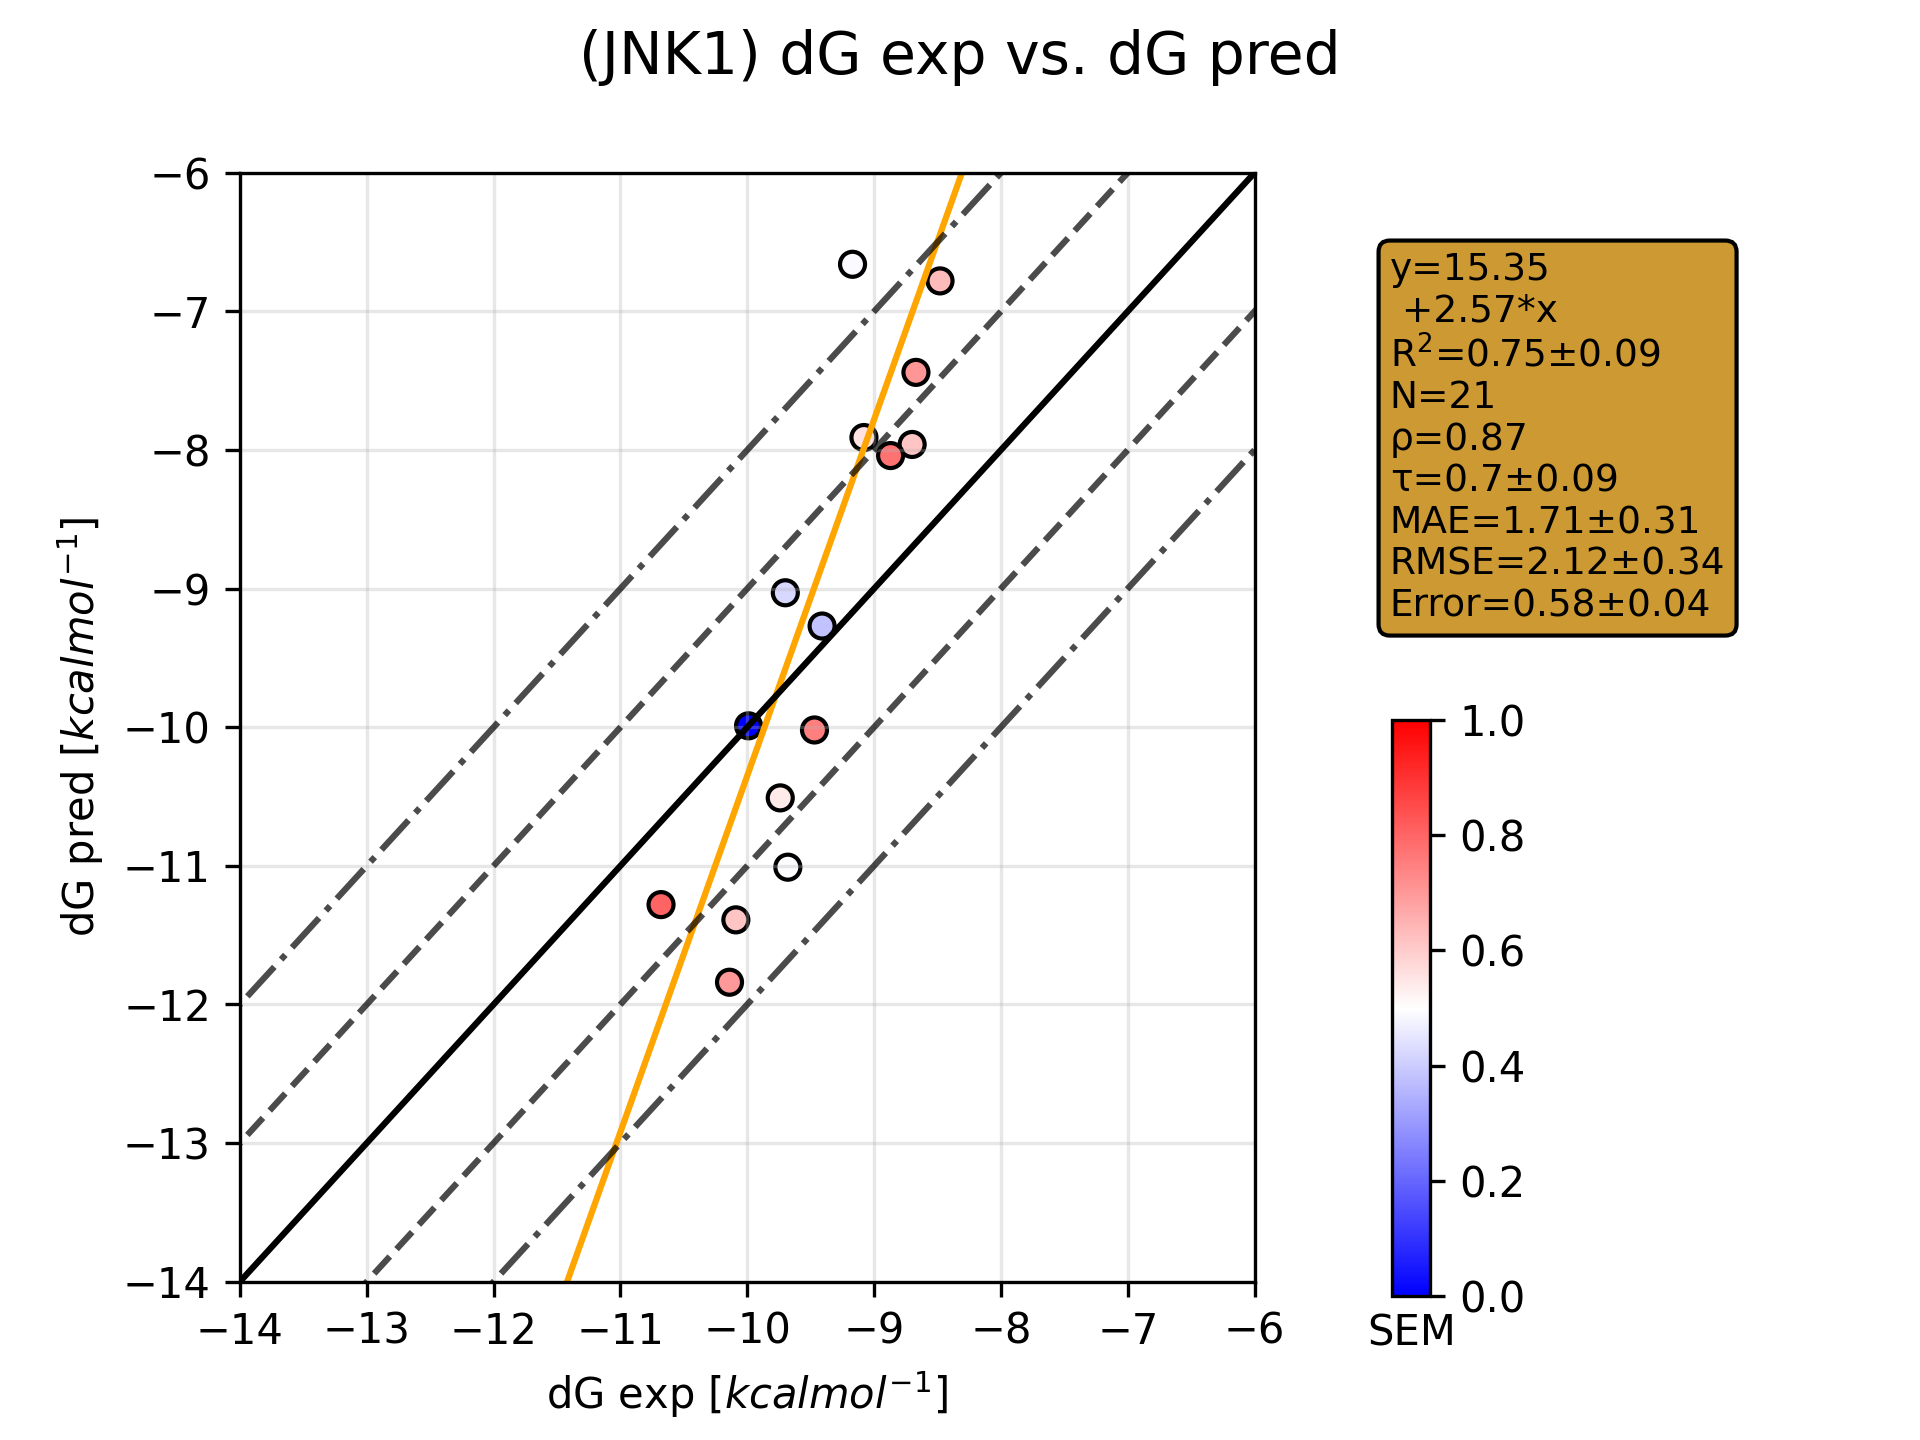 (JNK1) dG exp vs. dG pred
−6
−7
−8
−9
−10
−11
−12
−13
−14
dG pred [kcalmol⁻¹]
−14 −13 −12 −11 −10 −9 −8 −7 −6
dG exp [kcalmol⁻¹]
y=15.35
+2.57*x
R²=0.75±0.09
N=21
ρ=0.87
τ=0.7±0.09
MAE=1.71±0.31
RMSE=2.12±0.34
Error=0.58±0.04
1.0
0.8
0.6
0.4
0.2
0.0
SEM